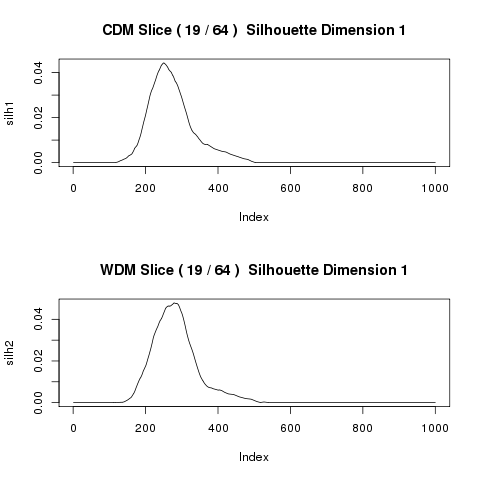 CDM Slice ( 19 / 64 )  Silhouette Dimension 1
silh1
0.04
0.02
0.00
0 200 400 600 800 1000
Index
WDM Slice ( 19 / 64 )  Silhouette Dimension 1
silh2
0.04
0.02
0.00
0 200 400 600 800 1000
Index